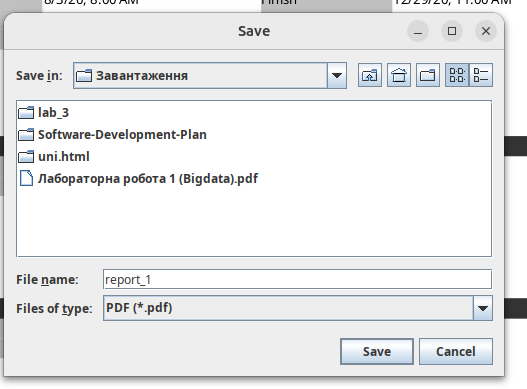 8/3/20, 8:00 AM Finish 12/29/20, 11:00 AM
Save
Save in: Завантаження
lab_3
Software-Development-Plan
uni.html
Лабораторна робота 1 (Bigdata).pdf
File name: report_1
Files of type: PDF (*.pdf)
Save Cancel